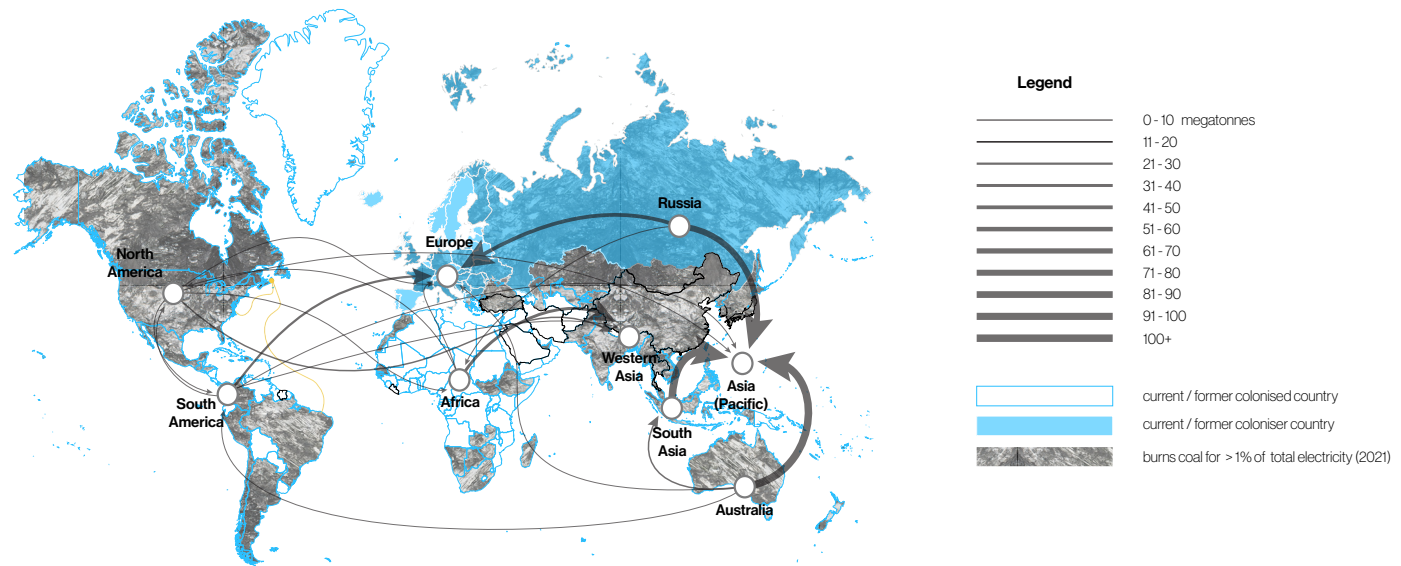 Legend
0 - 10 megatonnes
11 - 20
21 - 30
31 - 40
41 - 50
51 - 60
61 - 70
71 - 80
81 - 90
91 - 100
100+
current / former colonised country
current / former coloniser country
burns coal for > 1% of total electricity (2021)
Russia
Europe
North
America
Western
Asia
Asia
(Pacific)
Africa
South
America
South
Asia
Australia